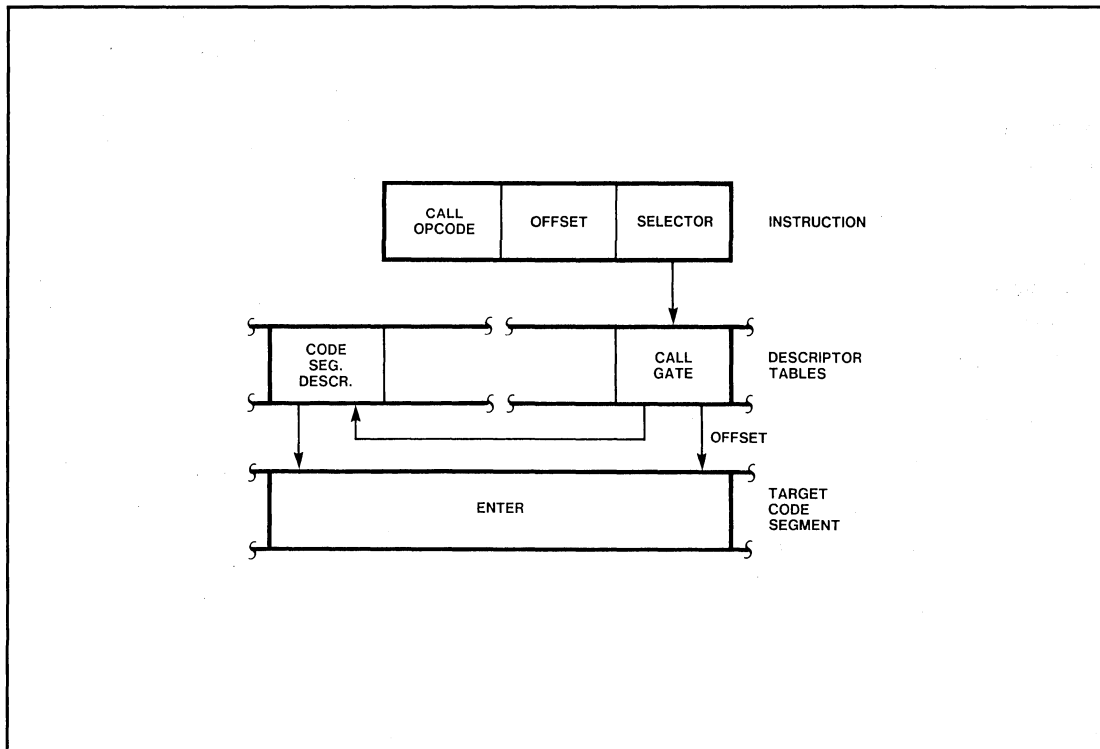 CALL
OPCODE
OFFSET
SELECTOR
INSTRUCTION
CODE
SEG.
DESCR.
CALL
GATE
DESCRIPTOR
TABLES
OFFSET
ENTER
TARGET
CODE
SEGMENT